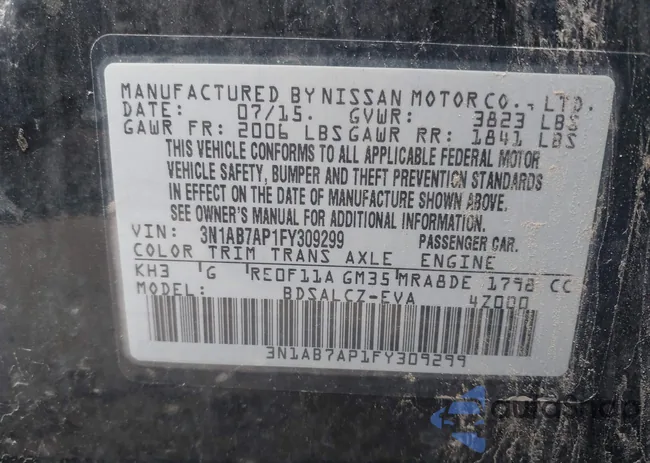 MANUFACTURED BY NISSAN MOTOR CO., LTD.
DATE: 07/15. GVWR: 3823 LBS
GAWR FR: 2006 LBS GAWR RR: 1841 LBS
THIS VEHICLE CONFORMS TO ALL APPLICABLE FEDERAL MOTOR
VEHICLE SAFETY, BUMPER AND THEFT PREVENTION STANDARDS
IN EFFECT ON THE DATE OF MANUFACTURE SHOWN ABOVE.
SEE OWNER'S MANUAL FOR ADDITIONAL INFORMATION.
VIN: 3N1AB7AP1FY309299 PASSENGER CAR.
COLOR TRIM TRANS AXLE ENGINE
KH3 G RE0F11A GM35 MRA8DE 1798 CC
MODEL: BDSALCZ-EVA 4Z000
3N1AB7AP1FY309299
autosnap